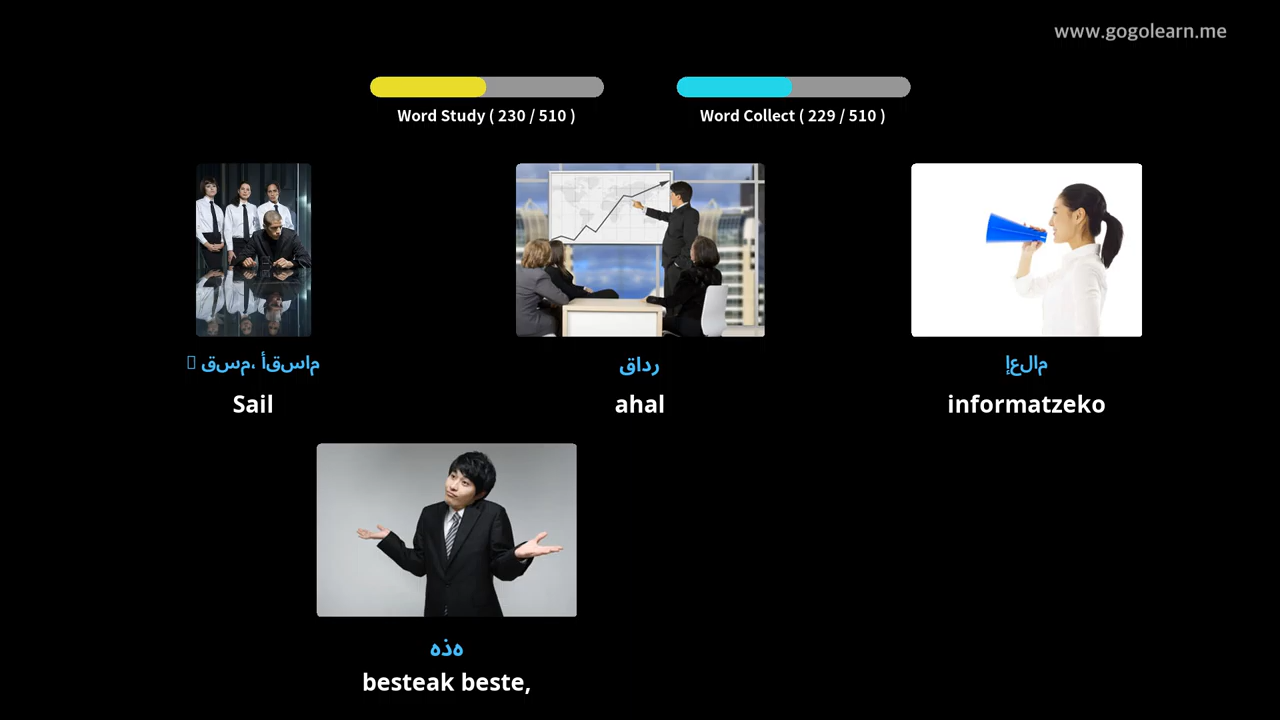 www.gogolearn.me
Word Study ( 230 / 510 )
Word Collect ( 229 / 510 )
قسم، أقسام
Sail
قادر
ahal
إعلام
informatzeko
هذه
besteak beste,